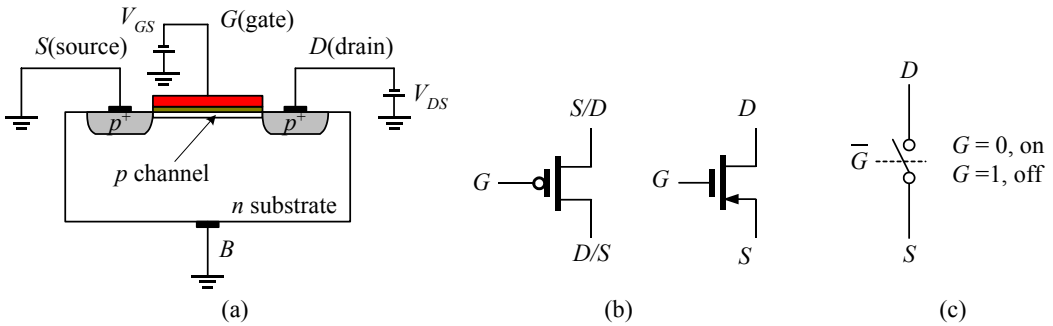 V_GS
G(gate)
S(source)
D(drain)
V_DS
p+
p+
p channel
n substrate
B
(a)
S/D
G
D/S
D
G
S
(b)
D
G̅
G = 0, on
G =1, off
S
(c)